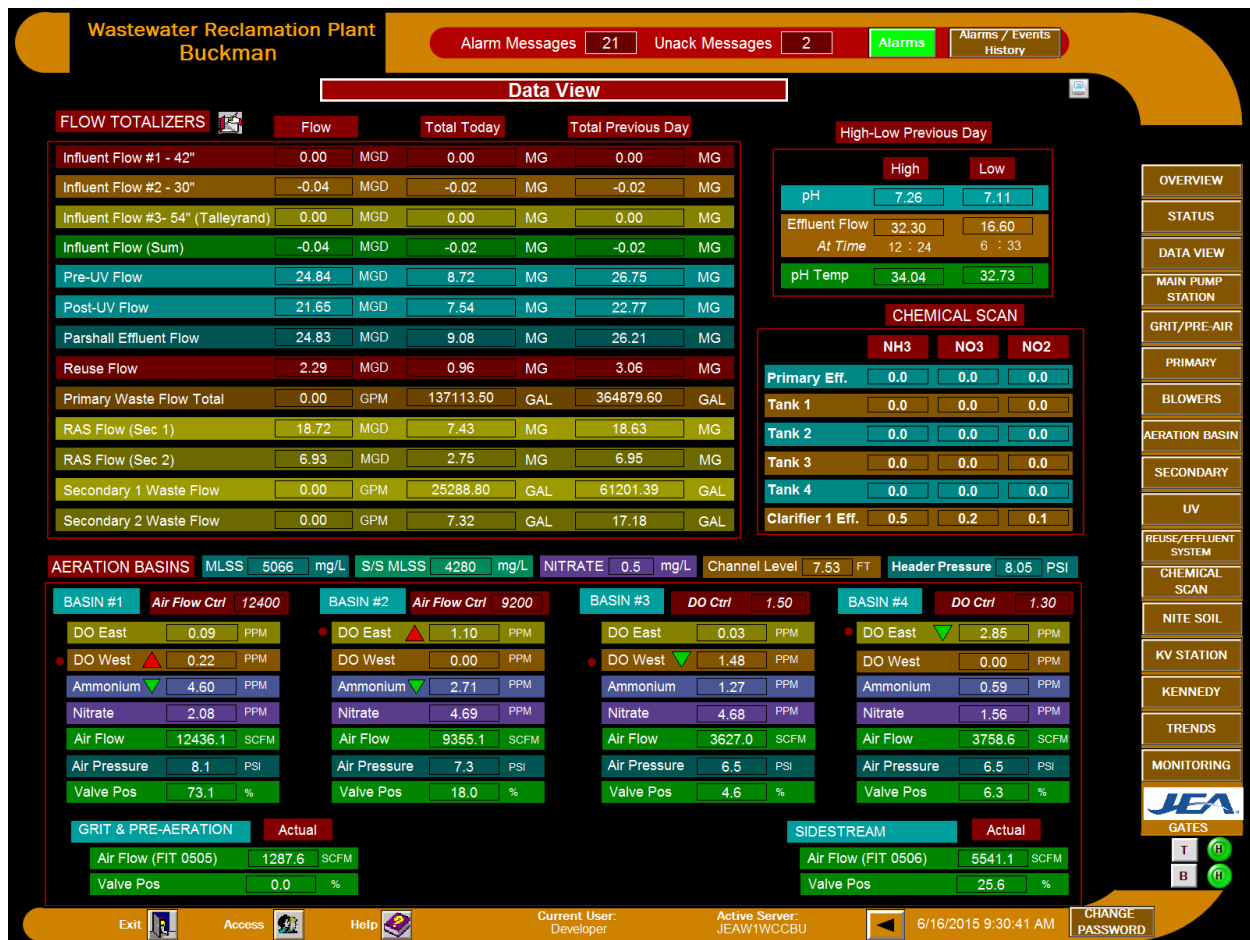 Wastewater Reclamation Plant
Buckman
Alarm Messages 21 Unack Messages 2 Alarms Alarms / Events History
Data View
FLOW TOTALIZERS Flow Total Today Total Previous Day
Influent Flow #1 - 42" 0.00 MGD 0.00 MG 0.00 MG
Influent Flow #2 - 30" -0.04 MGD -0.02 MG -0.02 MG
Influent Flow #3- 54" (Talleyrand) 0.00 MGD 0.00 MG 0.00 MG
Influent Flow (Sum) -0.04 MGD -0.02 MG -0.02 MG
Pre-UV Flow 24.84 MGD 8.72 MG 26.75 MG
Post-UV Flow 21.65 MGD 7.54 MG 22.77 MG
Parshall Effluent Flow 24.83 MGD 9.08 MG 26.21 MG
Reuse Flow 2.29 MGD 0.96 MG 3.06 MG
Primary Waste Flow Total 0.00 GPM 137113.50 GAL 364879.60 GAL
RAS Flow (Sec 1) 18.72 MGD 7.43 MG 18.63 MG
RAS Flow (Sec 2) 6.93 MGD 2.75 MG 6.95 MG
Secondary 1 Waste Flow 0.00 GPM 25288.80 GAL 61201.39 GAL
Secondary 2 Waste Flow 0.00 GPM 7.32 GAL 17.18 GAL
High-Low Previous Day
High Low
pH 7.26 7.11
Effluent Flow 32.30 16.60
At Time 12 : 24 6 : 33
pH Temp 34.04 32.73
CHEMICAL SCAN
NH3 NO3 NO2
Primary Eff. 0.0 0.0 0.0
Tank 1 0.0 0.0 0.0
Tank 2 0.0 0.0 0.0
Tank 3 0.0 0.0 0.0
Tank 4 0.0 0.0 0.0
Clarifier 1 Eff. 0.5 0.2 0.1
AERATION BASINS MLSS 5066 mg/L S/S MLSS 4280 mg/L NITRATE 0.5 mg/L Channel Level 7.53 FT Header Pressure 8.05 PSI
BASIN #1 Air Flow Ctrl 12400
DO East 0.09 PPM
DO West 0.22 PPM
Ammonium 4.60 PPM
Nitrate 2.08 PPM
Air Flow 12436.1 SCFM
Air Pressure 8.1 PSI
Valve Pos 73.1 %
BASIN #2 Air Flow Ctrl 9200
DO East 1.10 PPM
DO West 0.00 PPM
Ammonium 2.71 PPM
Nitrate 4.69 PPM
Air Flow 9355.1 SCFM
Air Pressure 7.3 PSI
Valve Pos 18.0 %
BASIN #3 DO Ctrl 1.50
DO East 0.03 PPM
DO West 1.48 PPM
Ammonium 1.27 PPM
Nitrate 4.68 PPM
Air Flow 3627.0 SCFM
Air Pressure 6.5 PSI
Valve Pos 4.6 %
BASIN #4 DO Ctrl 1.30
DO East 2.85 PPM
DO West 0.00 PPM
Ammonium 0.59 PPM
Nitrate 1.56 PPM
Air Flow 3758.6 SCFM
Air Pressure 6.5 PSI
Valve Pos 6.3 %
GRIT & PRE-AERATION Actual
Air Flow (FIT 0505) 1287.6 SCFM
Valve Pos 0.0 %
SIDESTREAM Actual
Air Flow (FIT 0506) 5541.1 SCFM
Valve Pos 25.6 %
OVERVIEW
STATUS
DATA VIEW
MAIN PUMP
STATION
GRIT/PRE-AIR
PRIMARY
BLOWERS
AERATION BASIN
SECONDARY
UV
REUSE/EFFLUENT
SYSTEM
CHEMICAL
SCAN
NITE SOIL
KV STATION
KENNEDY
TRENDS
MONITORING
JEA.
GATES
T H
B H
Exit Access Help Current User: Active Server:
Developer JEAW1WCCBU
6/16/2015 9:30:41 AM
CHANGE
PASSWORD